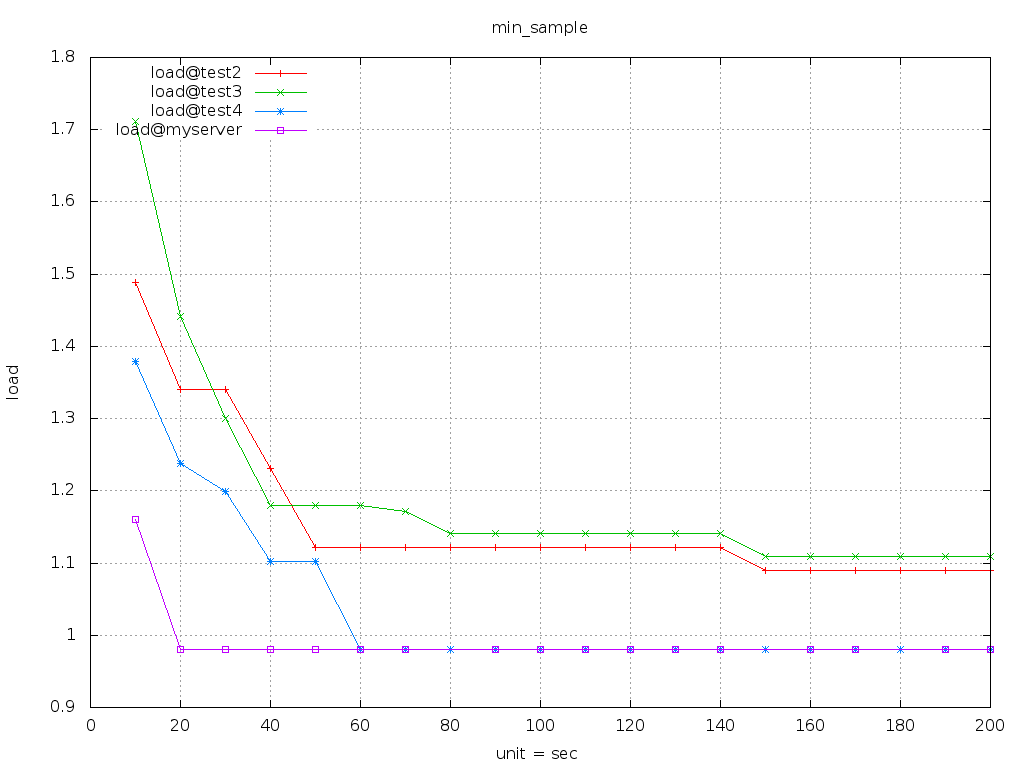 min_sample
1.8
load@test2
load@test3
load@test4
load@myserver
1.7
1.6
1.5
1.4
load
1.3
1.2
1.1
1
0.9
0 20 40 60 80 100 120 140 160 180 200
unit = sec